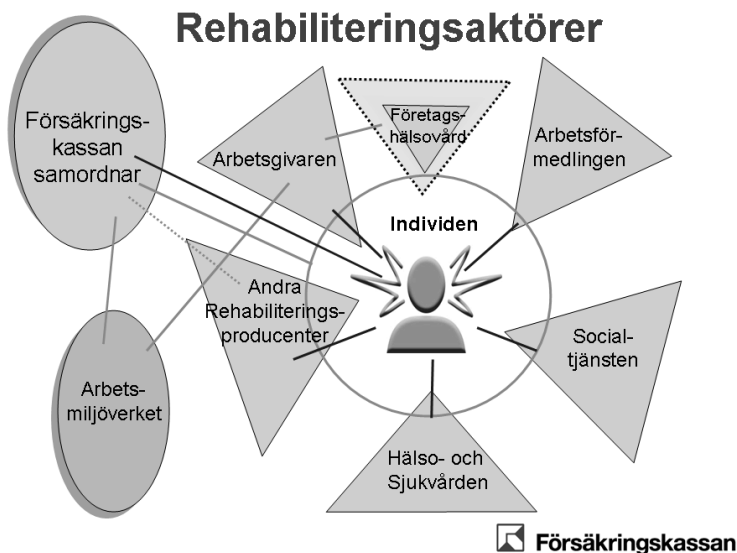 Rehabiliteringsaktörer
Försäkrings-
kassan
samordnar
Arbetsgivaren
Företags-
hälsovård
Arbetsför-
medlingen
Individen
Andra
Rehabiliterings-
producenter
Social-
tjänsten
Arbets-
miljöverket
Hälso- och
Sjukvården
Försäkringskassan